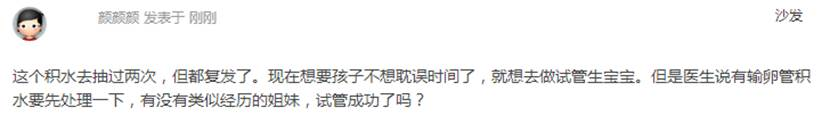 颜颜颜 发表于 刚刚 沙发
这个积水去抽过两次，但都复发了。现在想要孩子不想耽误时间了，就想去做试管生宝宝。但是医生说有输卵管积
水要先处理一下，有没有类似经历的姐妹，试管成功了吗？